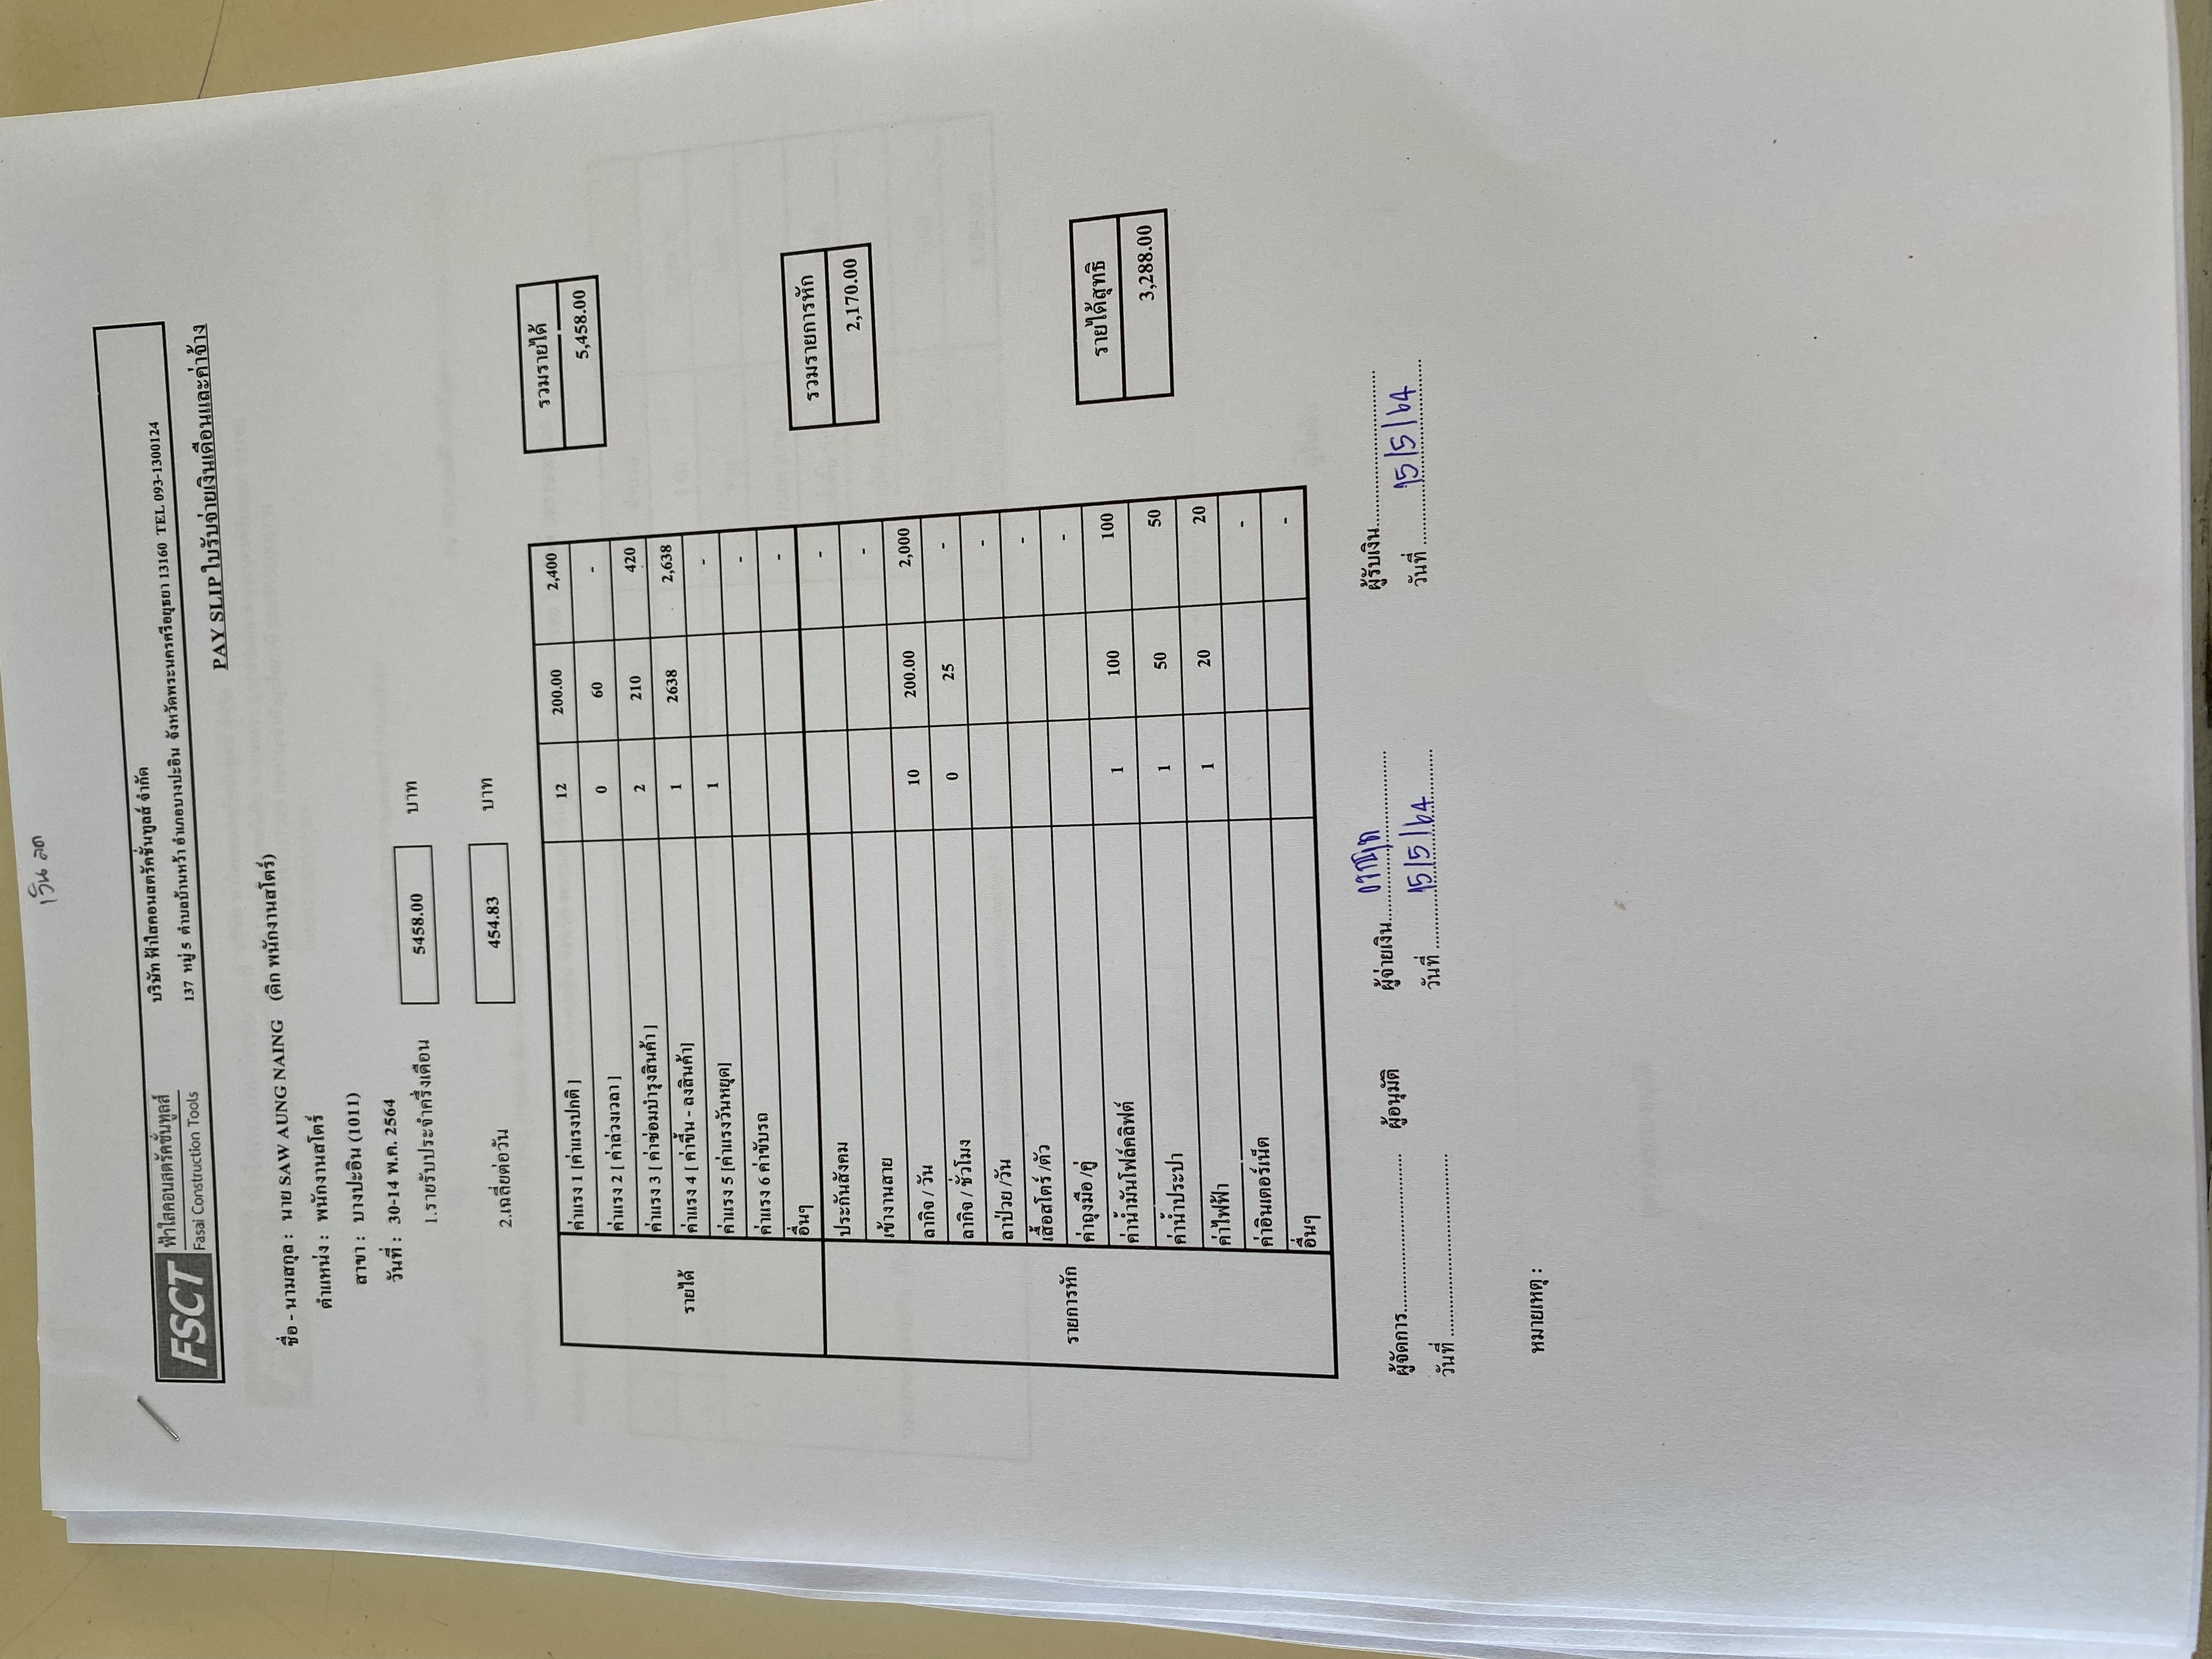 เงินสด
FSCT ฟ้าใสคอนสตรัคชั่นทูลส์
Fasai Construction Tools
บริษัท ฟ้าใสคอนสตรัคชั่นทูลส์ จำกัด
137 หมู่ 5 ตำบลบ้านหว้า อำเภอบางปะอิน จังหวัดพระนครศรีอยุธยา 13160 TEL 093-1300124
PAY SLIP ใบรับจ่ายเงินเดือนและค่าจ้าง
ชื่อ - นามสกุล : นาย SAW AUNG NAING (ดิก พนักงานสโตร์)
ตำแหน่ง : พนักงานสโตร์
สาขา : บางปะอิน (1011)
วันที่ : 30-14 พ.ค. 2564
1.รายรับประจำครึ่งเดือน 5458.00 บาท
2.เฉลี่ยต่อวัน 454.83 บาท
รายได้
ค่าแรง 1 [ค่าแรงปกติ ] 12 200.00 2,400
ค่าแรง 2 [ ค่าล่วงเวลา ] 0 60 -
ค่าแรง 3 [ ค่าซ่อมบำรุงสินค้า ] 2 210 420
ค่าแรง 4 [ ค่าขึ้น - ลงสินค้า] 1 2638 2,638
ค่าแรง 5 [ค่าแรงวันหยุด] 1 -
ค่าแรง 6 ค่าขับรถ -
อื่นๆ -
รวมรายได้
5,458.00
รายการหัก
ประกันสังคม -
เข้างานสาย -
ลากิจ / วัน 10 200.00 2,000
ลากิจ / ชั่วโมง 0 25 -
ลาป่วย /วัน -
เสื้อสโตร์ /ตัว -
ค่าถุงมือ /คู่ -
ค่าน้ำมันโฟล์คลิฟต์ 1 100 100
ค่าน้ำประปา 1 50 50
ค่าไฟฟ้า 1 20 20
ค่าอินเตอร์เน็ต -
อื่นๆ -
รวมรายการหัก
2,170.00
รายได้สุทธิ
3,288.00
ผู้จัดการ.................................. ผู้อนุมัติ ผู้จ่ายเงิน.................................. ผู้รับเงิน..................................
วันที่ .................................. วันที่ 15/5/64 วันที่ 15/5/64
หมายเหตุ :